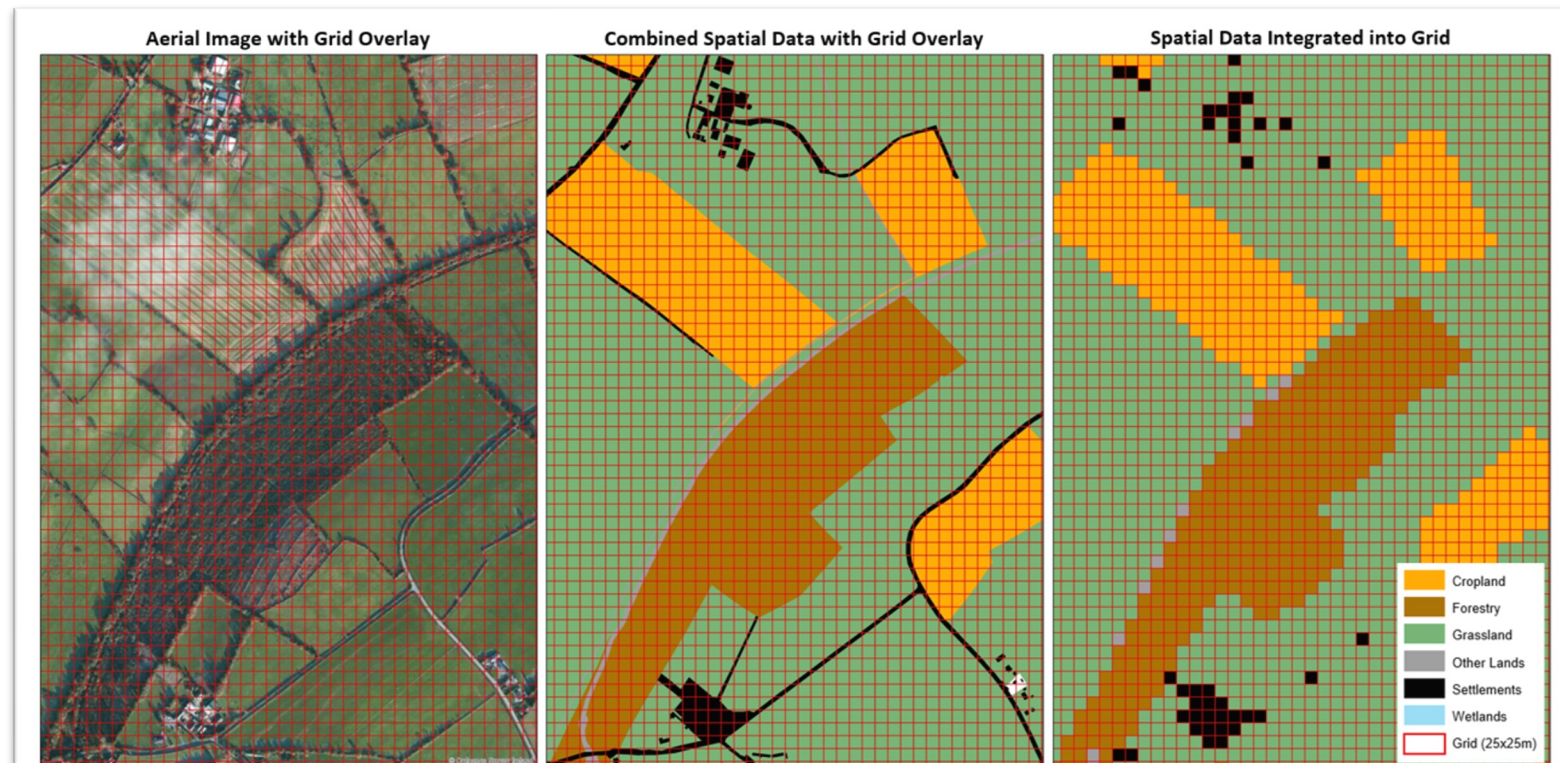 Aerial Image with Grid Overlay
Combined Spatial Data with Grid Overlay
Spatial Data Integrated into Grid
Cropland
Forestry
Grassland
Other Lands
Settlements
Wetlands
Grid (25x25m)